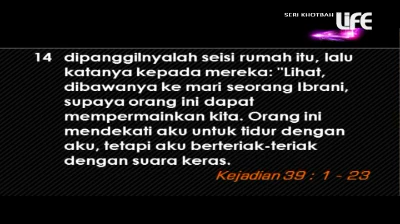 SERI KHOTBAH
LiFE
14 dipanggilnyalah seisi rumah itu, lalu
katanya kepada mereka: "Lihat,
dibawanya ke mari seorang Ibrani,
supaya orang ini dapat
mempermainkan kita. Orang ini
mendekati aku untuk tidur dengan
aku, tetapi aku berteriak-teriak
dengan suara keras.
Kejadian 39 : 1 - 23